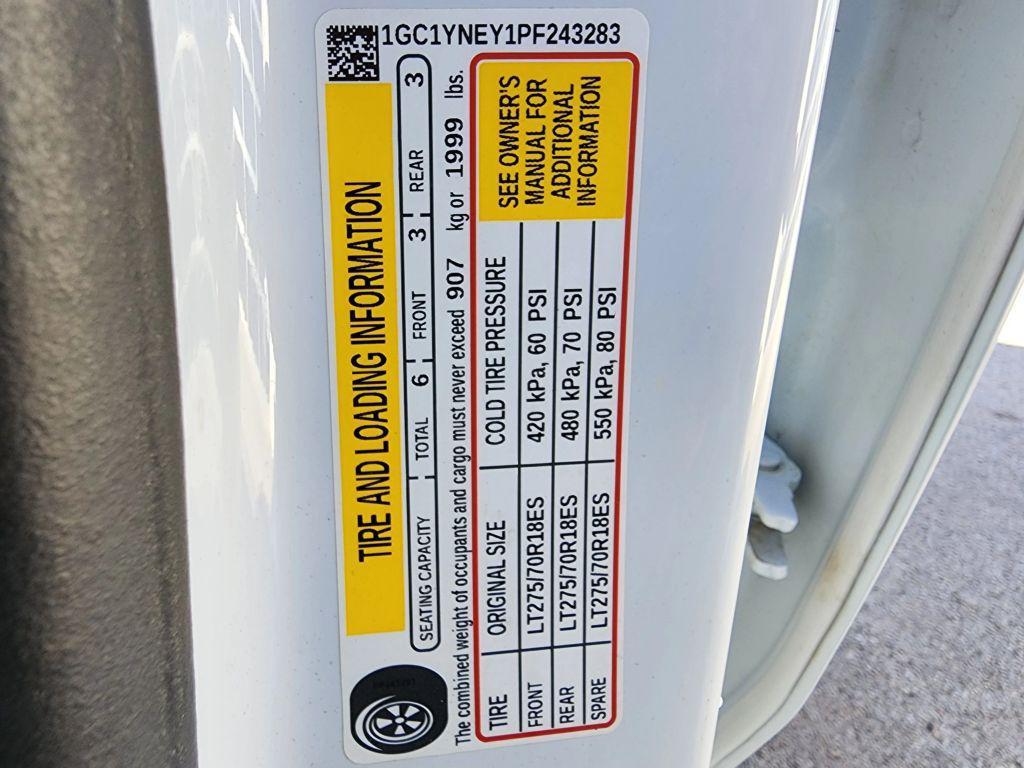 1GC1YNEY1PF243283
TIRE AND LOADING INFORMATION
SEATING CAPACITY TOTAL 6 FRONT 3 REAR 3
The combined weight of occupants and cargo must never exceed 907 kg or 1999 lbs.
TIRE ORIGINAL SIZE COLD TIRE PRESSURE
FRONT LT275/70R18ES 420 kPa, 60 PSI
REAR LT275/70R18ES 480 kPa, 70 PSI
SPARE LT275/70R18ES 550 kPa, 80 PSI
SEE OWNER'S
MANUAL FOR
ADDITIONAL
INFORMATION